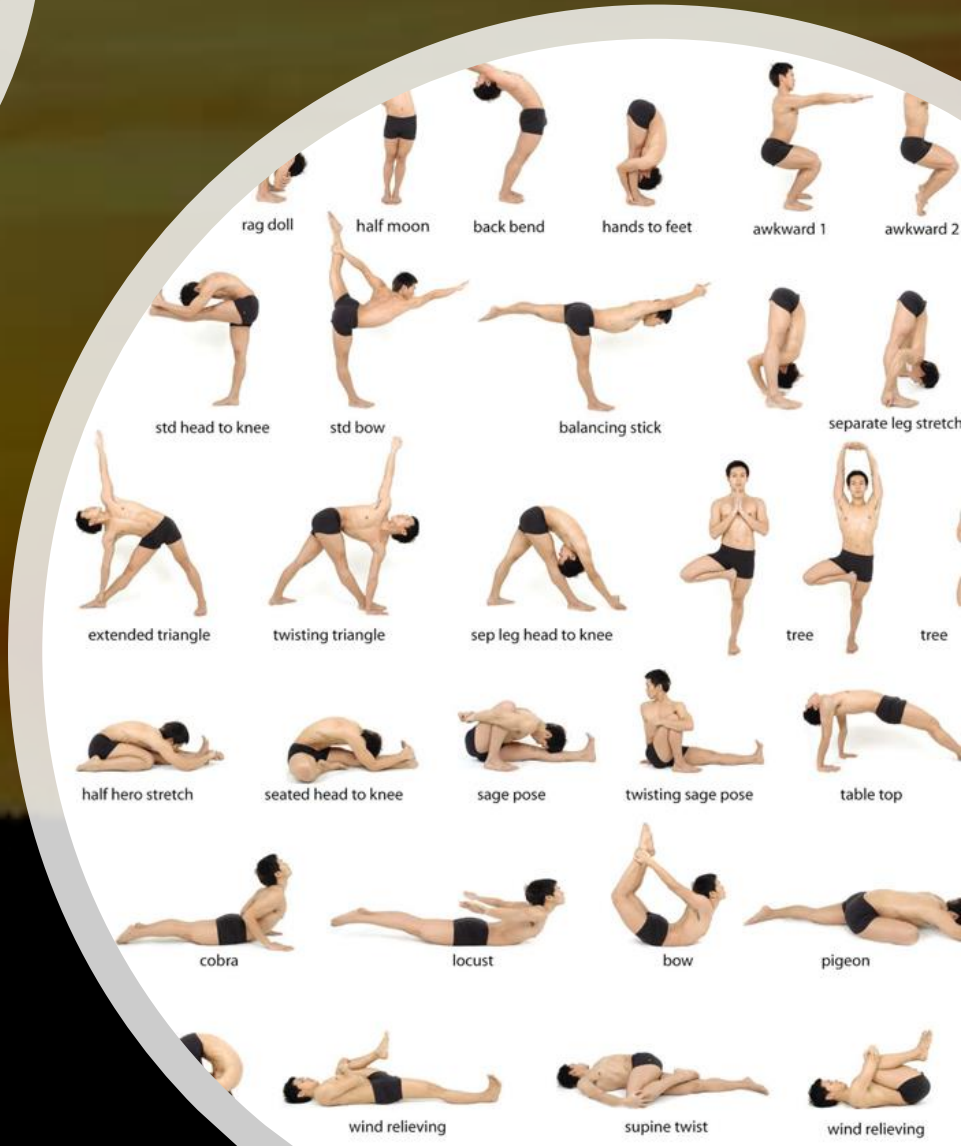 rag doll
half moon
back bend
hands to feet
awkward 1
awkward 2
std head to knee
std bow
balancing stick
separate leg stretch
extended triangle
twisting triangle
sep leg head to knee
tree
tree
half hero stretch
seated head to knee
sage pose
twisting sage pose
table top
cobra
locust
bow
pigeon
wind relieving
supine twist
wind relieving